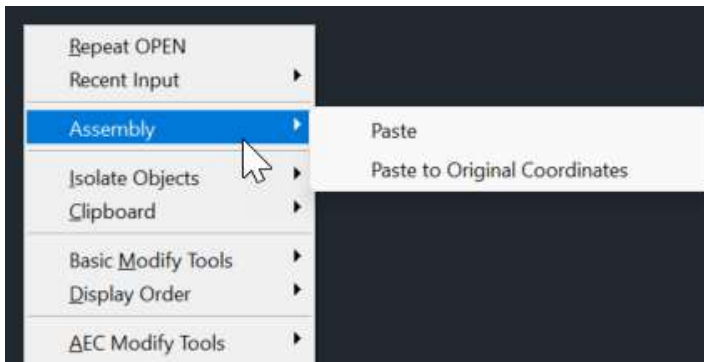 Repeat OPEN
Recent Input
Assembly
Paste
Paste to Original Coordinates
Isolate Objects
Clipboard
Basic Modify Tools
Display Order
AEC Modify Tools